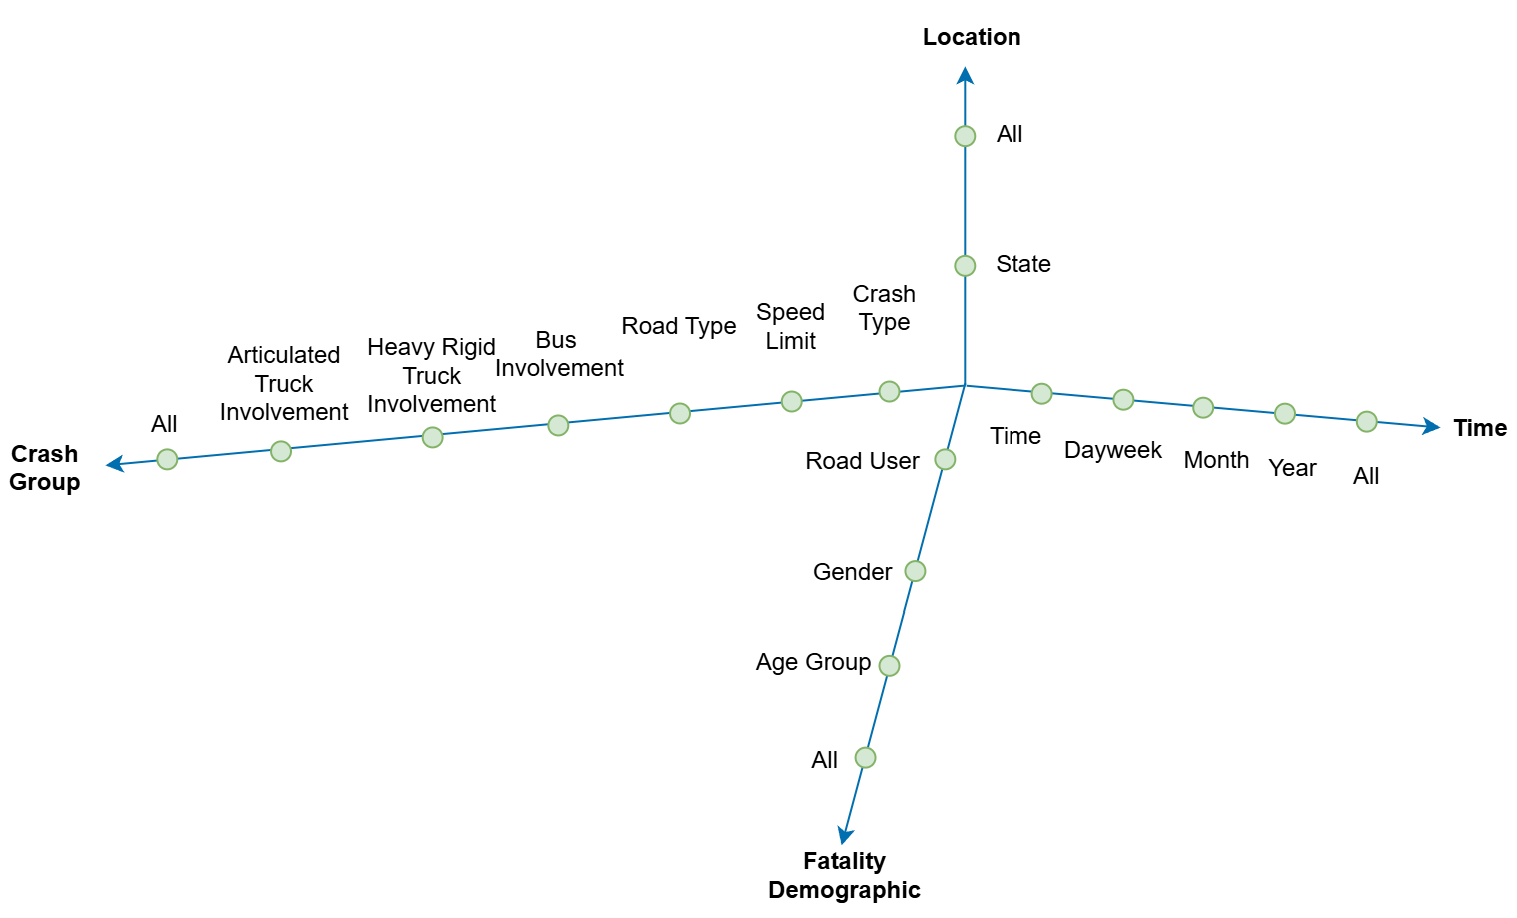 Location
All
State
Crash
Type
Speed
Limit
Road Type
Bus
Involvement
Heavy Rigid
Truck
Involvement
Articulated
Truck
Involvement
All
Crash
Group
Time
Dayweek
Month
Year
All
Time
Road User
Gender
Age Group
All
Fatality
Demographic